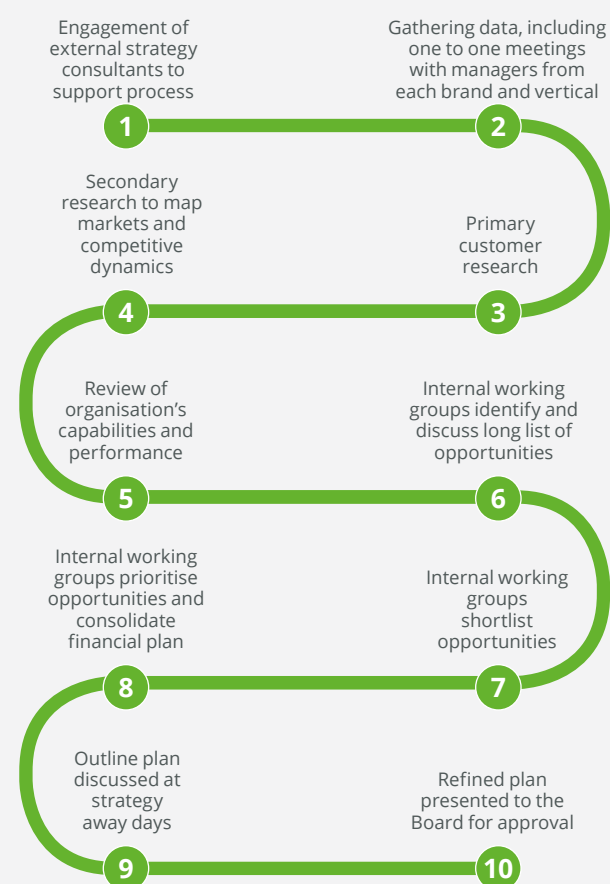 Engagement of
external strategy
consultants to
support process
1
Gathering data, including
one to one meetings
with managers from
each brand and vertical
2
Primary
customer
research
3
Secondary
research to map
markets and
competitive
dynamics
4
Review of
organisation’s
capabilities and
performance
5
Internal working
groups identify and
discuss long list of
opportunities
6
Internal working
groups
shortlist
opportunities
7
Internal working
groups prioritise
opportunities and
consolidate
financial plan
8
Outline plan
discussed at
strategy
away days
9
Refined plan
presented to the
Board for approval
10